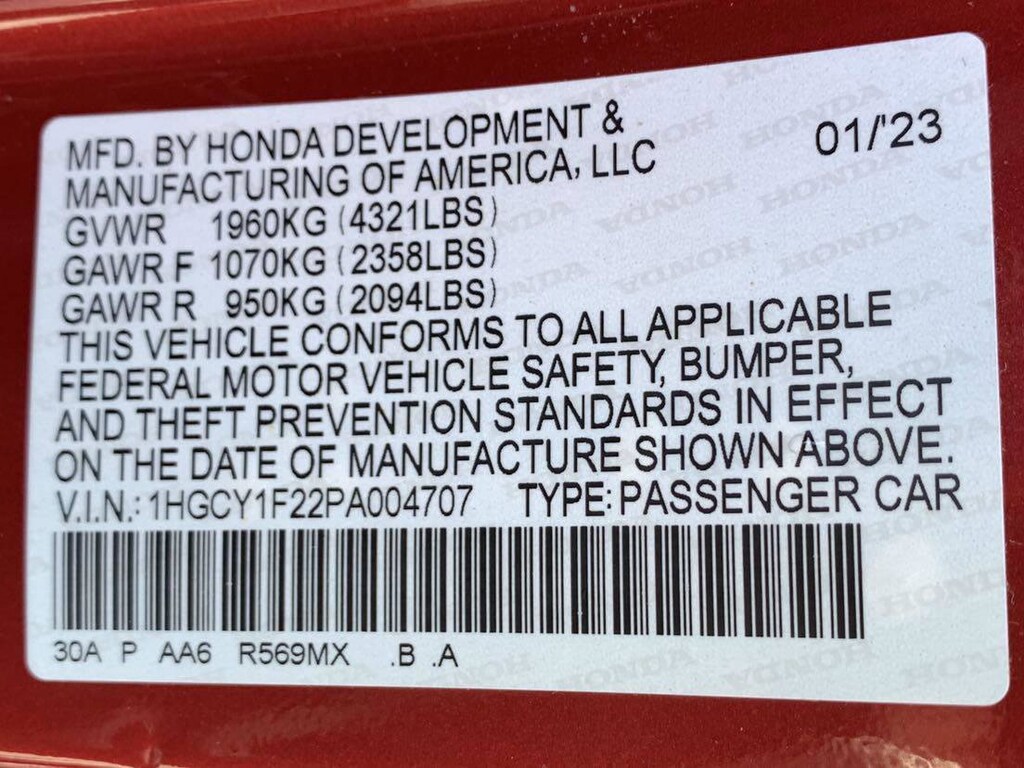 MFD. BY HONDA DEVELOPMENT & 01/'23
MANUFACTURING OF AMERICA, LLC
GVWR 1960KG (4321LBS)
GAWR F 1070KG (2358LBS)
GAWR R 950KG (2094LBS)
THIS VEHICLE CONFORMS TO ALL APPLICABLE
FEDERAL MOTOR VEHICLE SAFETY, BUMPER,
AND THEFT PREVENTION STANDARDS IN EFFECT
ON THE DATE OF MANUFACTURE SHOWN ABOVE.
V.I.N.: 1HGCY1F22PA004707 TYPE: PASSENGER CAR
30A P AA6 R569MX .B .A